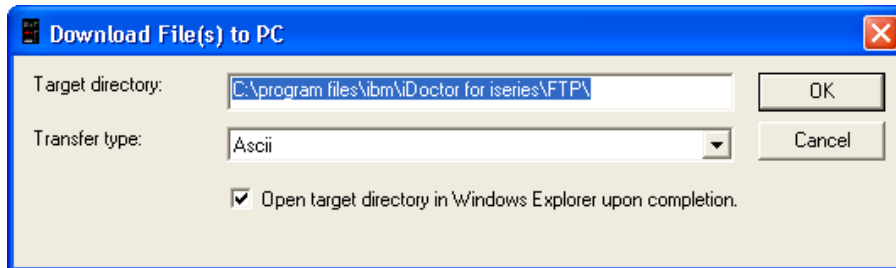 Download File(s) to PC
Target directory: C:\program files\ibm\iDoctor for iseries\FTP\ OK
Transfer type: Ascii Cancel
Open target directory in Windows Explorer upon completion.